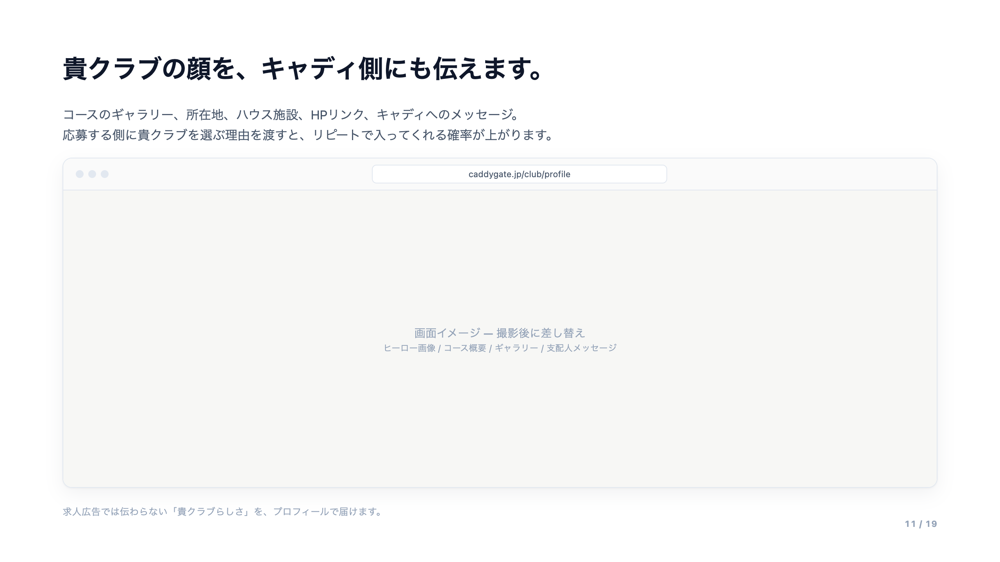 貴クラブの顔を、キャディ側にも伝えます。
コースのギャラリー、所在地、ハウス施設、HPリンク、キャディへのメッセージ。
応募する側に貴クラブを選ぶ理由を渡すと、リピートで入ってくれる確率が上がります。
caddygate.jp/club/profile
画面イメージ — 撮影後に差し替え
ヒーロー画像 / コース概要 / ギャラリー / 支配人メッセージ
求人広告では伝わらない「貴クラブらしさ」を、プロフィールで届けます。
11 / 19